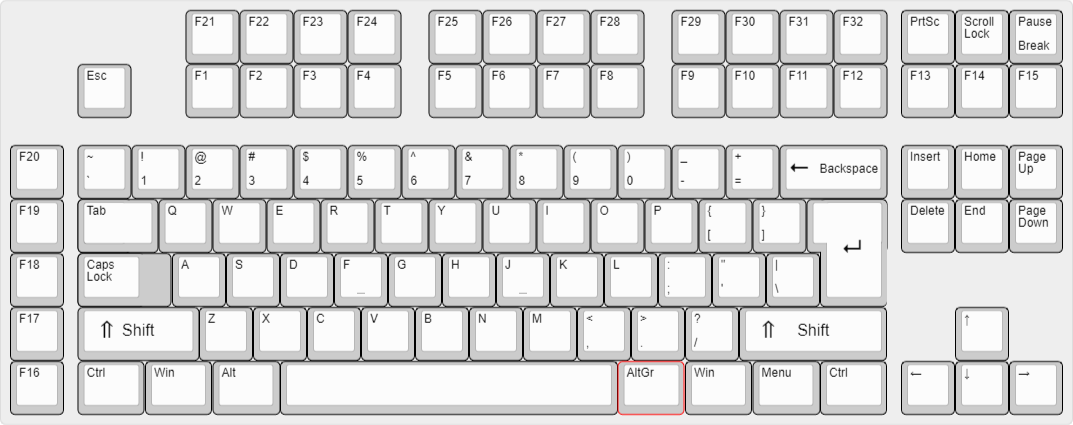 F21 F22 F23 F24 F25 F26 F27 F28 F29 F30 F31 F32 PrtSc Scroll Lock Pause Break
Esc F1 F2 F3 F4 F5 F6 F7 F8 F9 F10 F11 F12 F13 F14 F15
F20 ~ ` ! 1 @ 2 # 3 $ 4 % 5 ^ 6 & 7 * 8 ( 9 ) 0 _ - + = ← Backspace Insert Home Page Up
F19 Tab Q W E R T Y U I O P { [ } ] ↵ Delete End Page Down
F18 Caps Lock A S D F _ G H J _ K L : ; " ' | \
F17 ⇑ Shift Z X C V B N M < , > . ? / ⇑ Shift ↑
F16 Ctrl Win Alt AltGr Win Menu Ctrl ← ↓ →